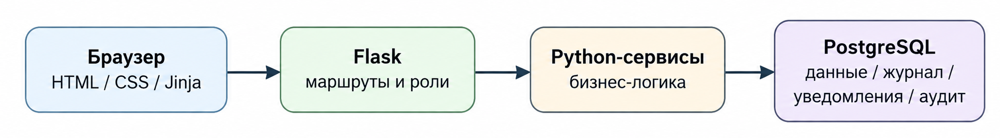 Браузер
HTML / CSS / Jinja
Flask
маршруты и роли
Python-сервисы
бизнес-логика
PostgreSQL
данные / журнал /
уведомления / аудит